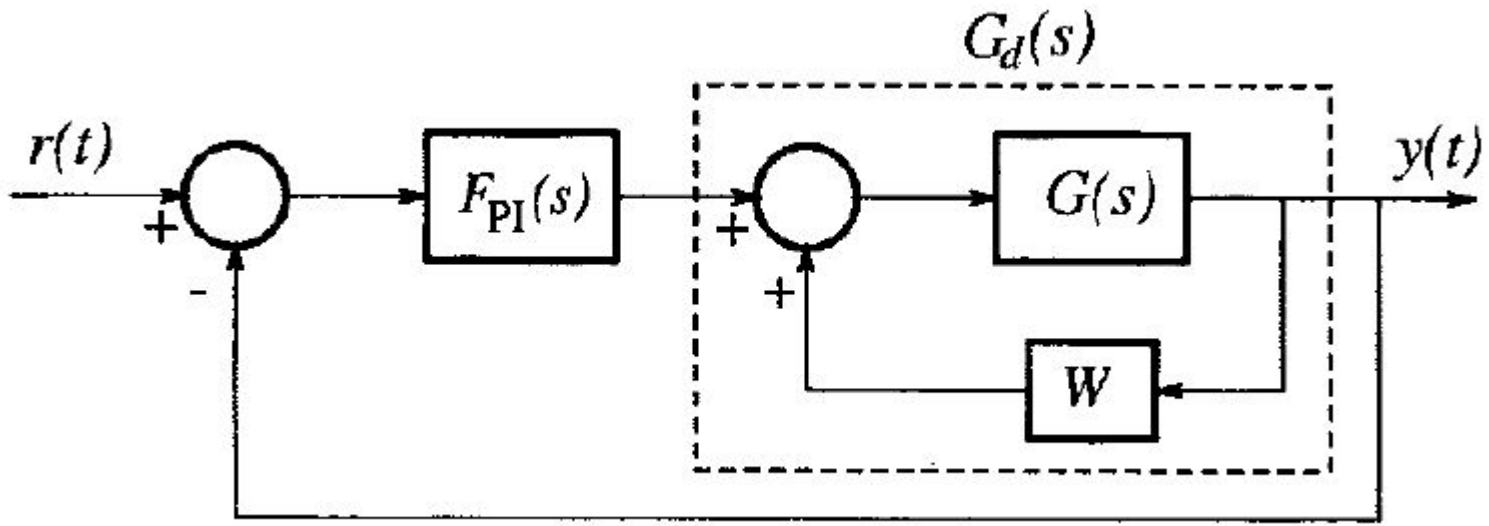 G_d(s)
r(t)
F_PI(s)
G(s)
y(t)
+
-
+
+
W